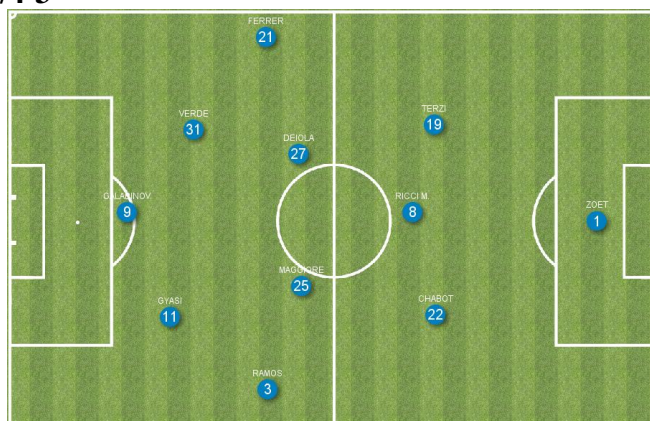 FERRER
21
VERDE
31
TERZI
19
DEIOLA
27
GALABINOV
9
RICCI M.
8
ZOET
1
MAGGIORE
25
GYASI
11
CHABOT
22
RAMOS
3